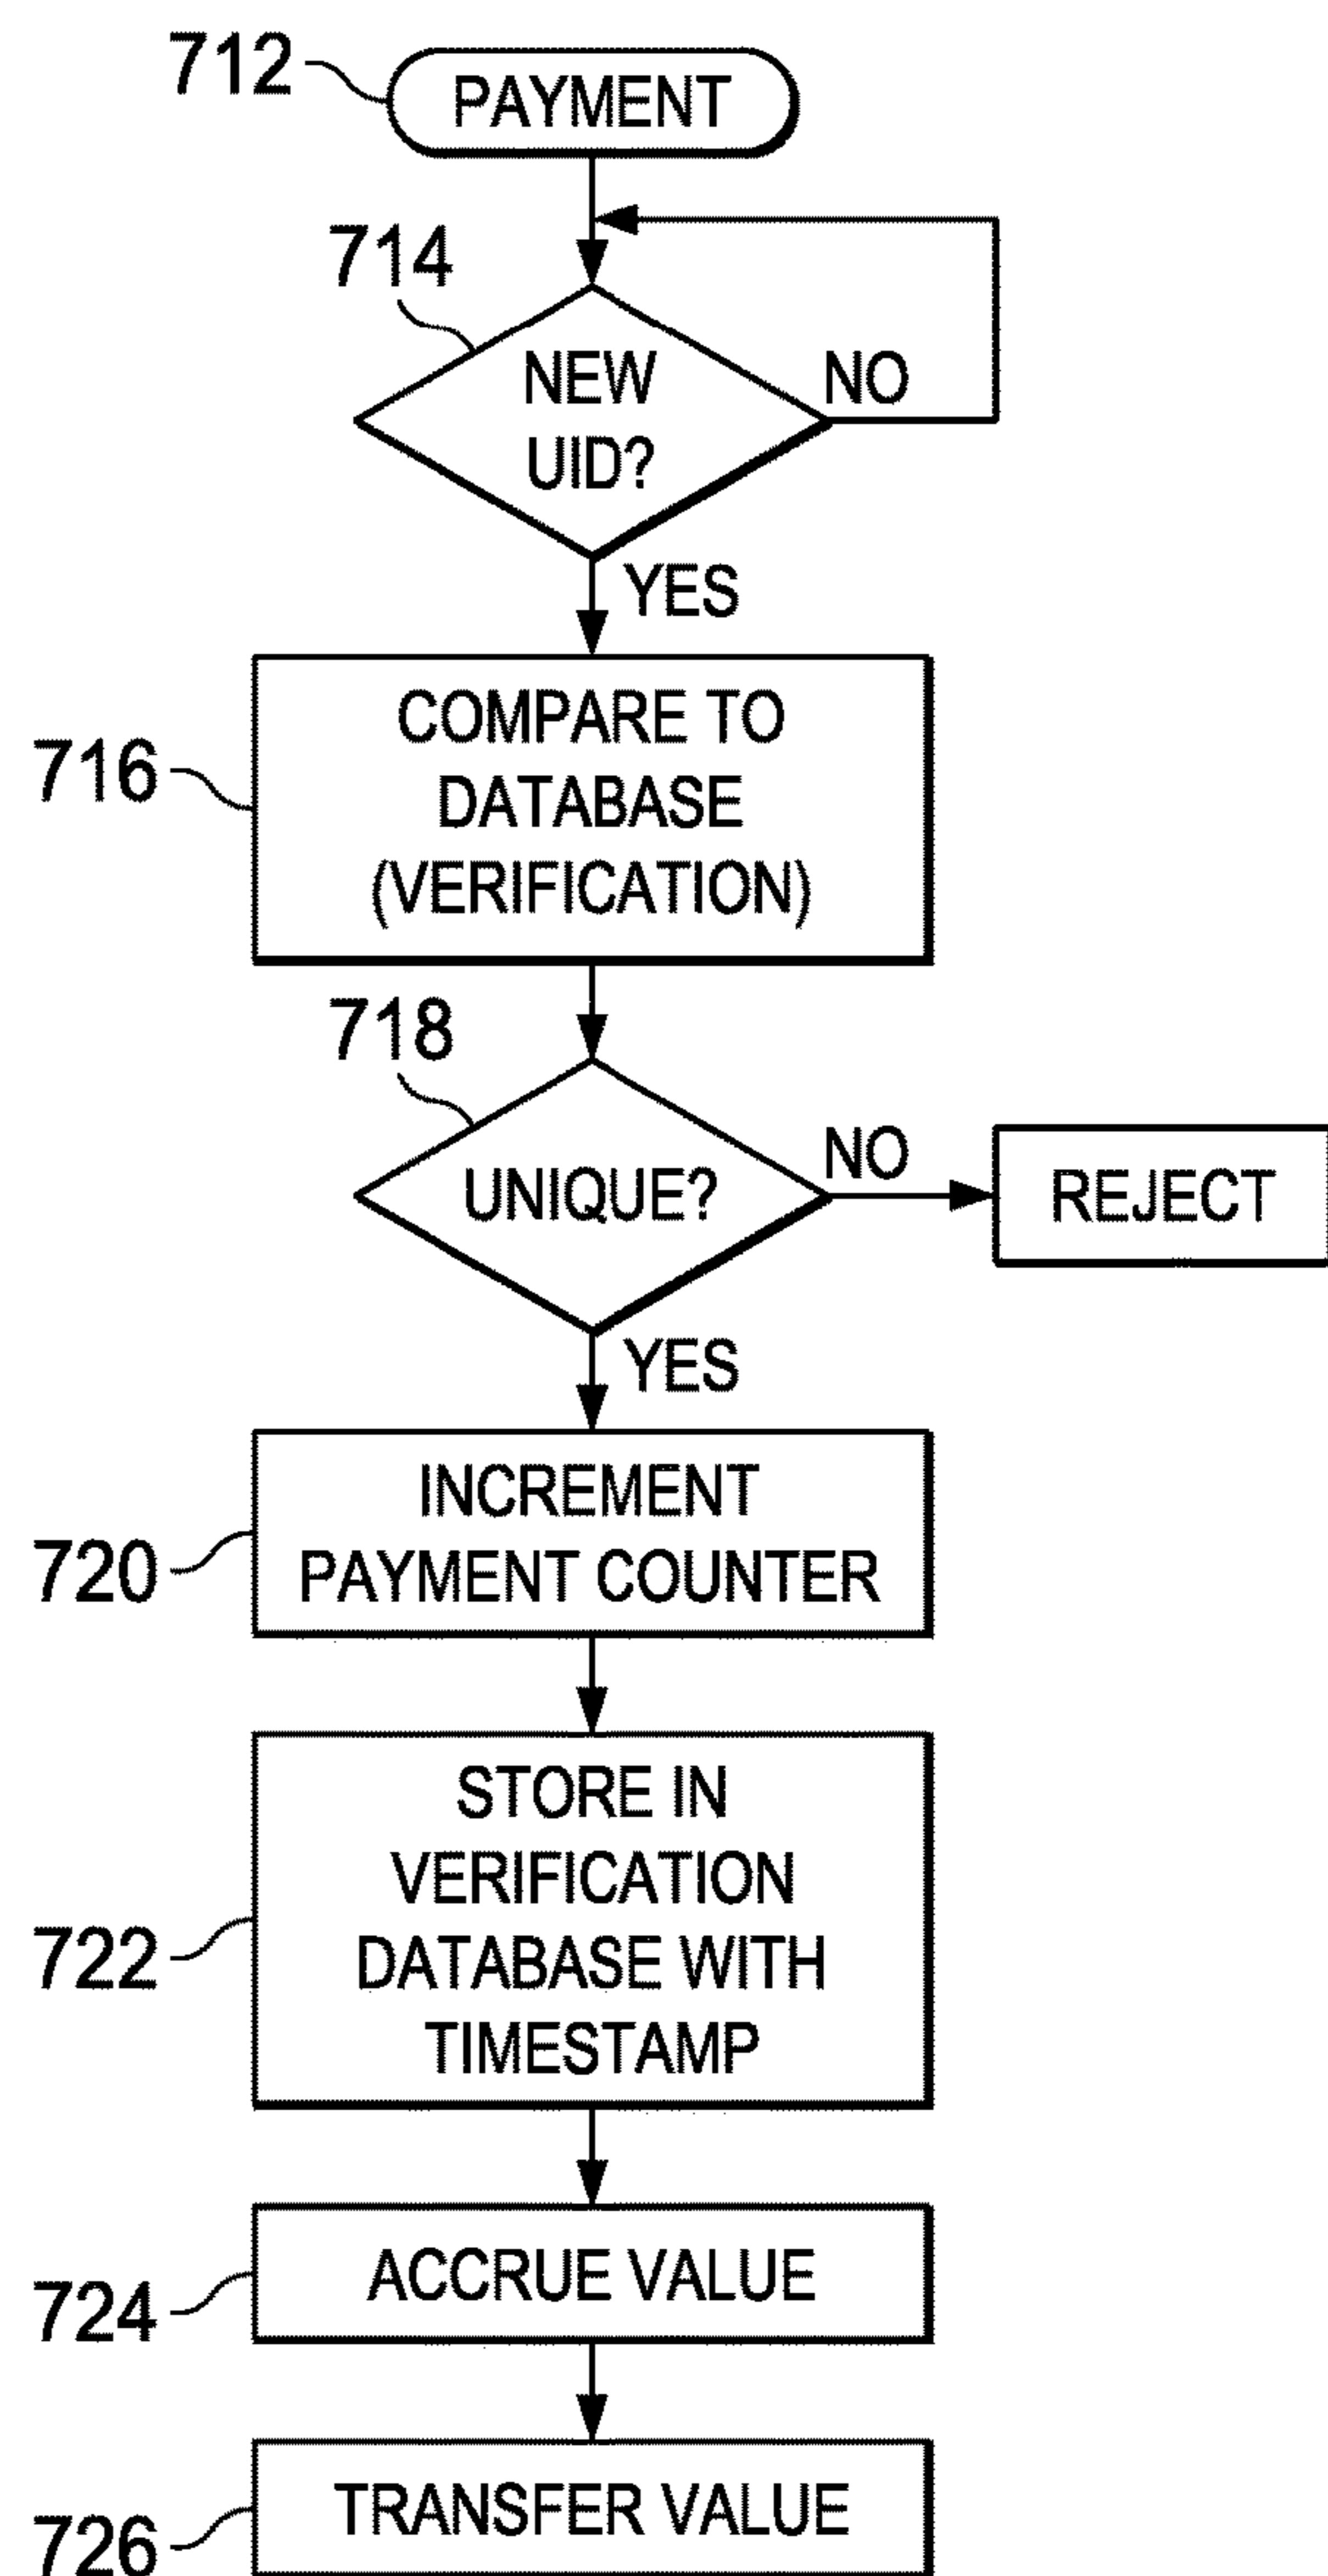 712
PAYMENT
714
NEW
UID?
NO
YES
716
COMPARE TO
DATABASE
(VERIFICATION)
718
UNIQUE?
NO
REJECT
YES
720
INCREMENT
PAYMENT COUNTER
722
STORE IN
VERIFICATION
DATABASE WITH
TIMESTAMP
724
ACCRUE VALUE
726
TRANSFER VALUE